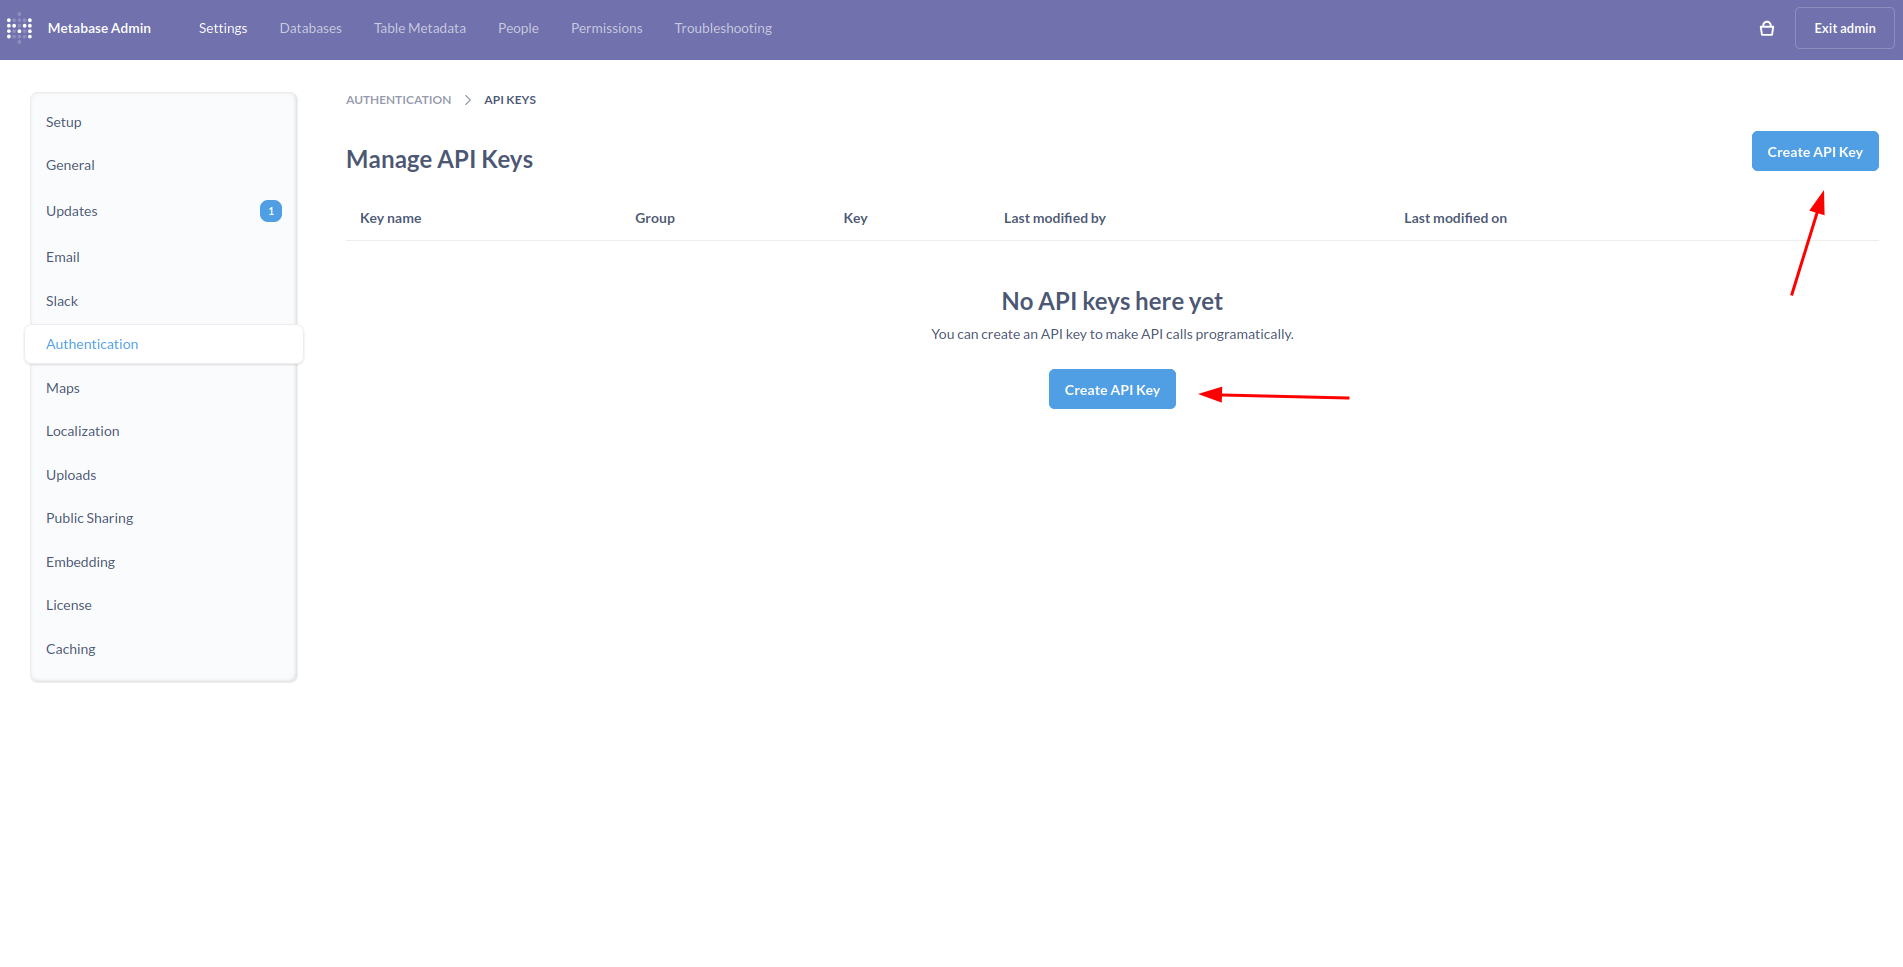 Metabase Admin Settings Databases Table Metadata People Permissions Troubleshooting Exit admin
Setup
General
Updates 1
Email
Slack
Authentication
Maps
Localization
Uploads
Public Sharing
Embedding
License
Caching
AUTHENTICATION > API KEYS
Manage API Keys
Create API Key
Key name Group Key Last modified by Last modified on
No API keys here yet
You can create an API key to make API calls programatically.
Create API Key